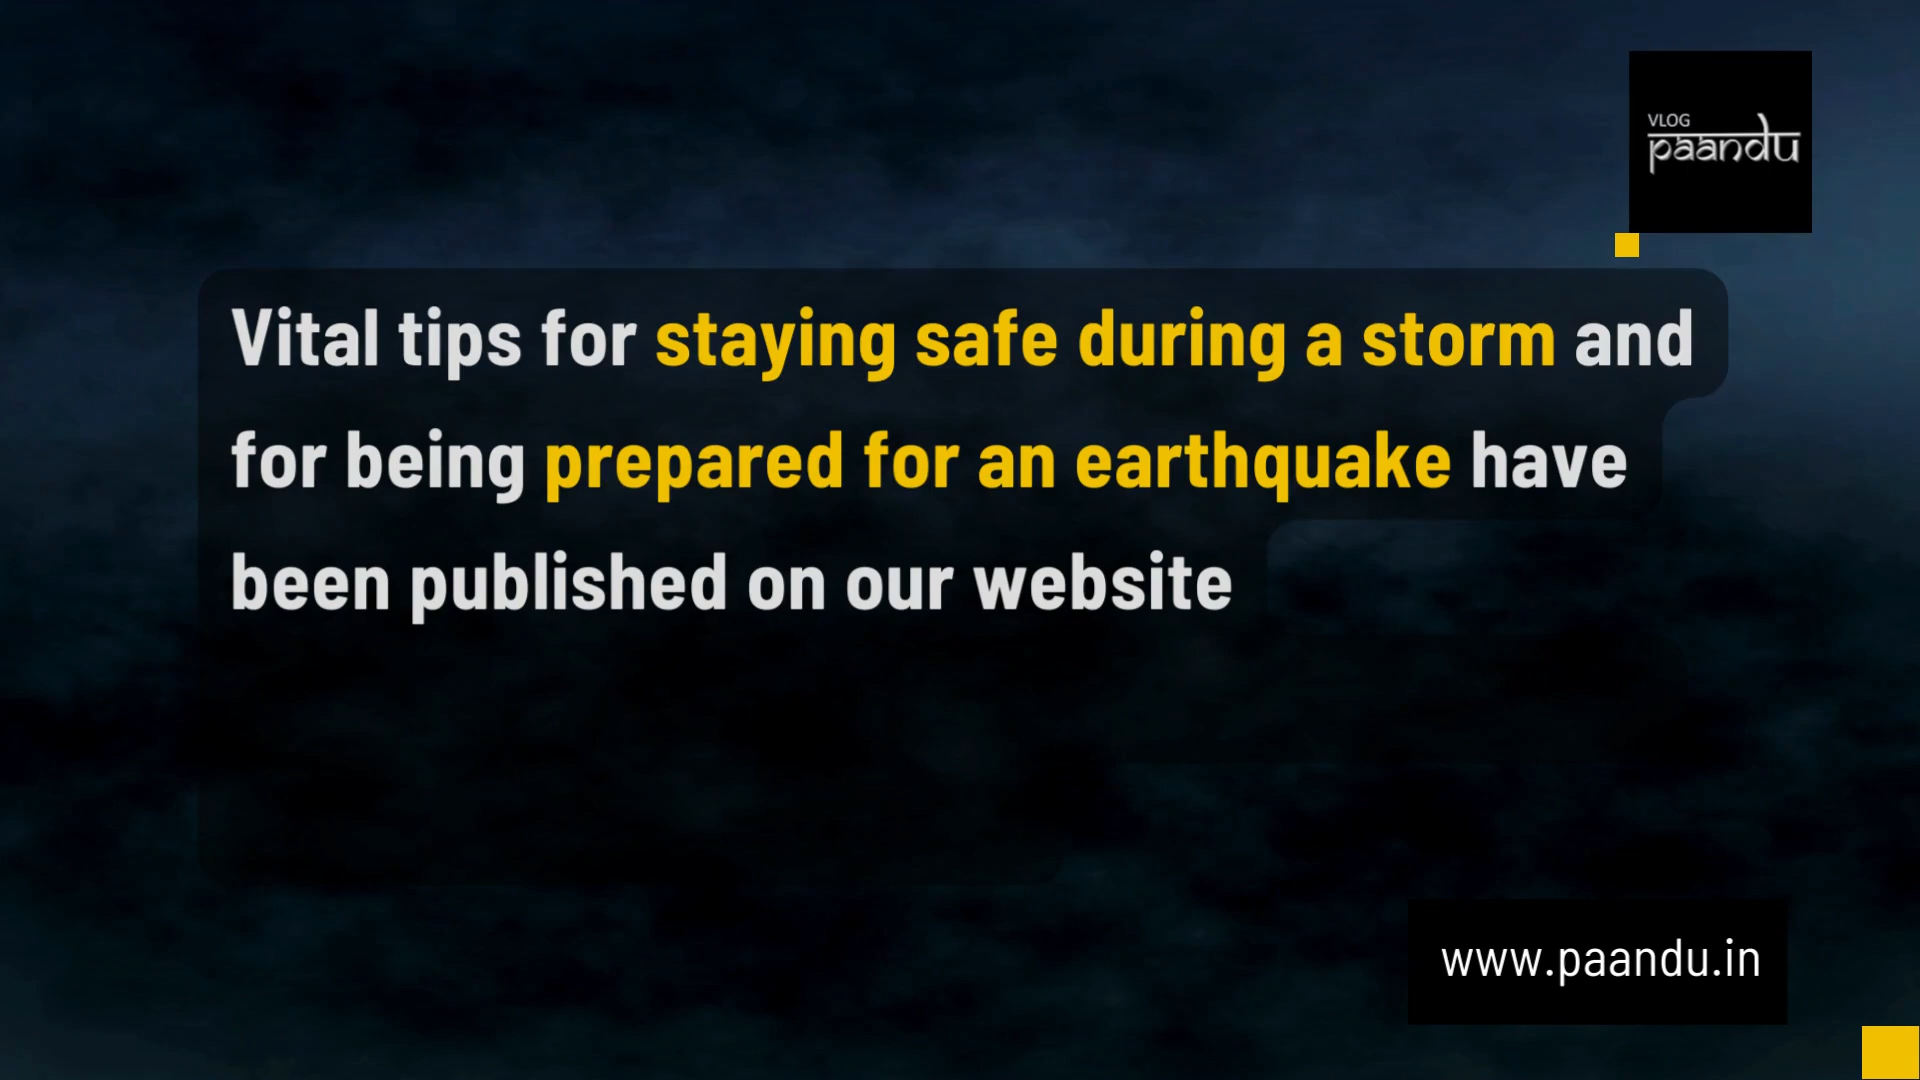 VLOG
paandu
Vital tips for staying safe during a storm and
for being prepared for an earthquake have
been published on our website
www.paandu.in